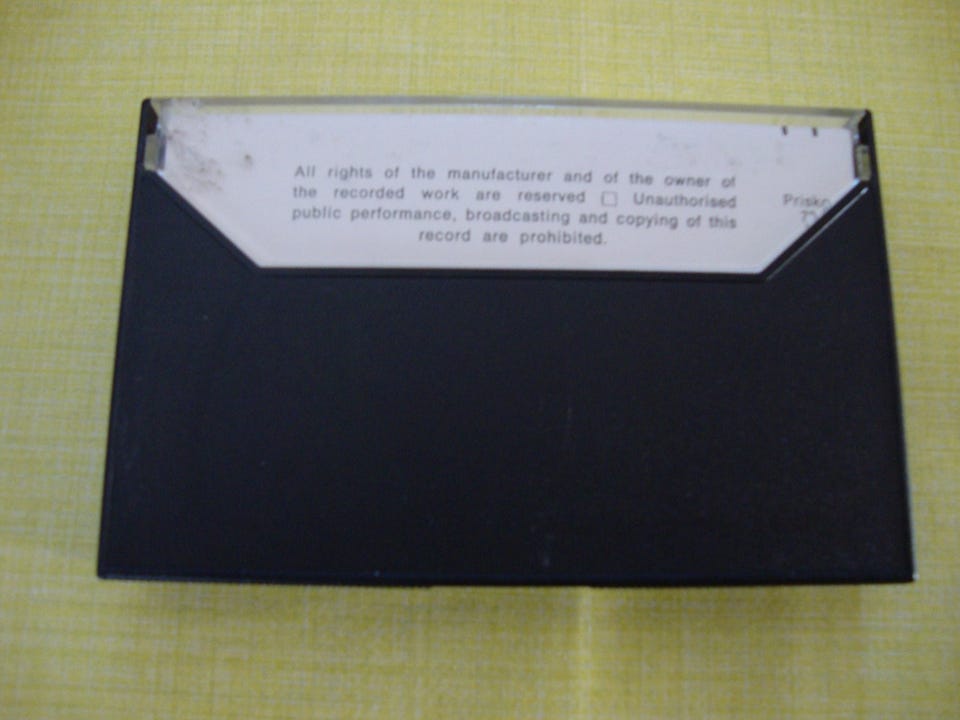 All rights of the manufacturer and of the owner of
the recorded work are reserved □ Unauthorised
public performance, broadcasting and copying of this
record are prohibited.